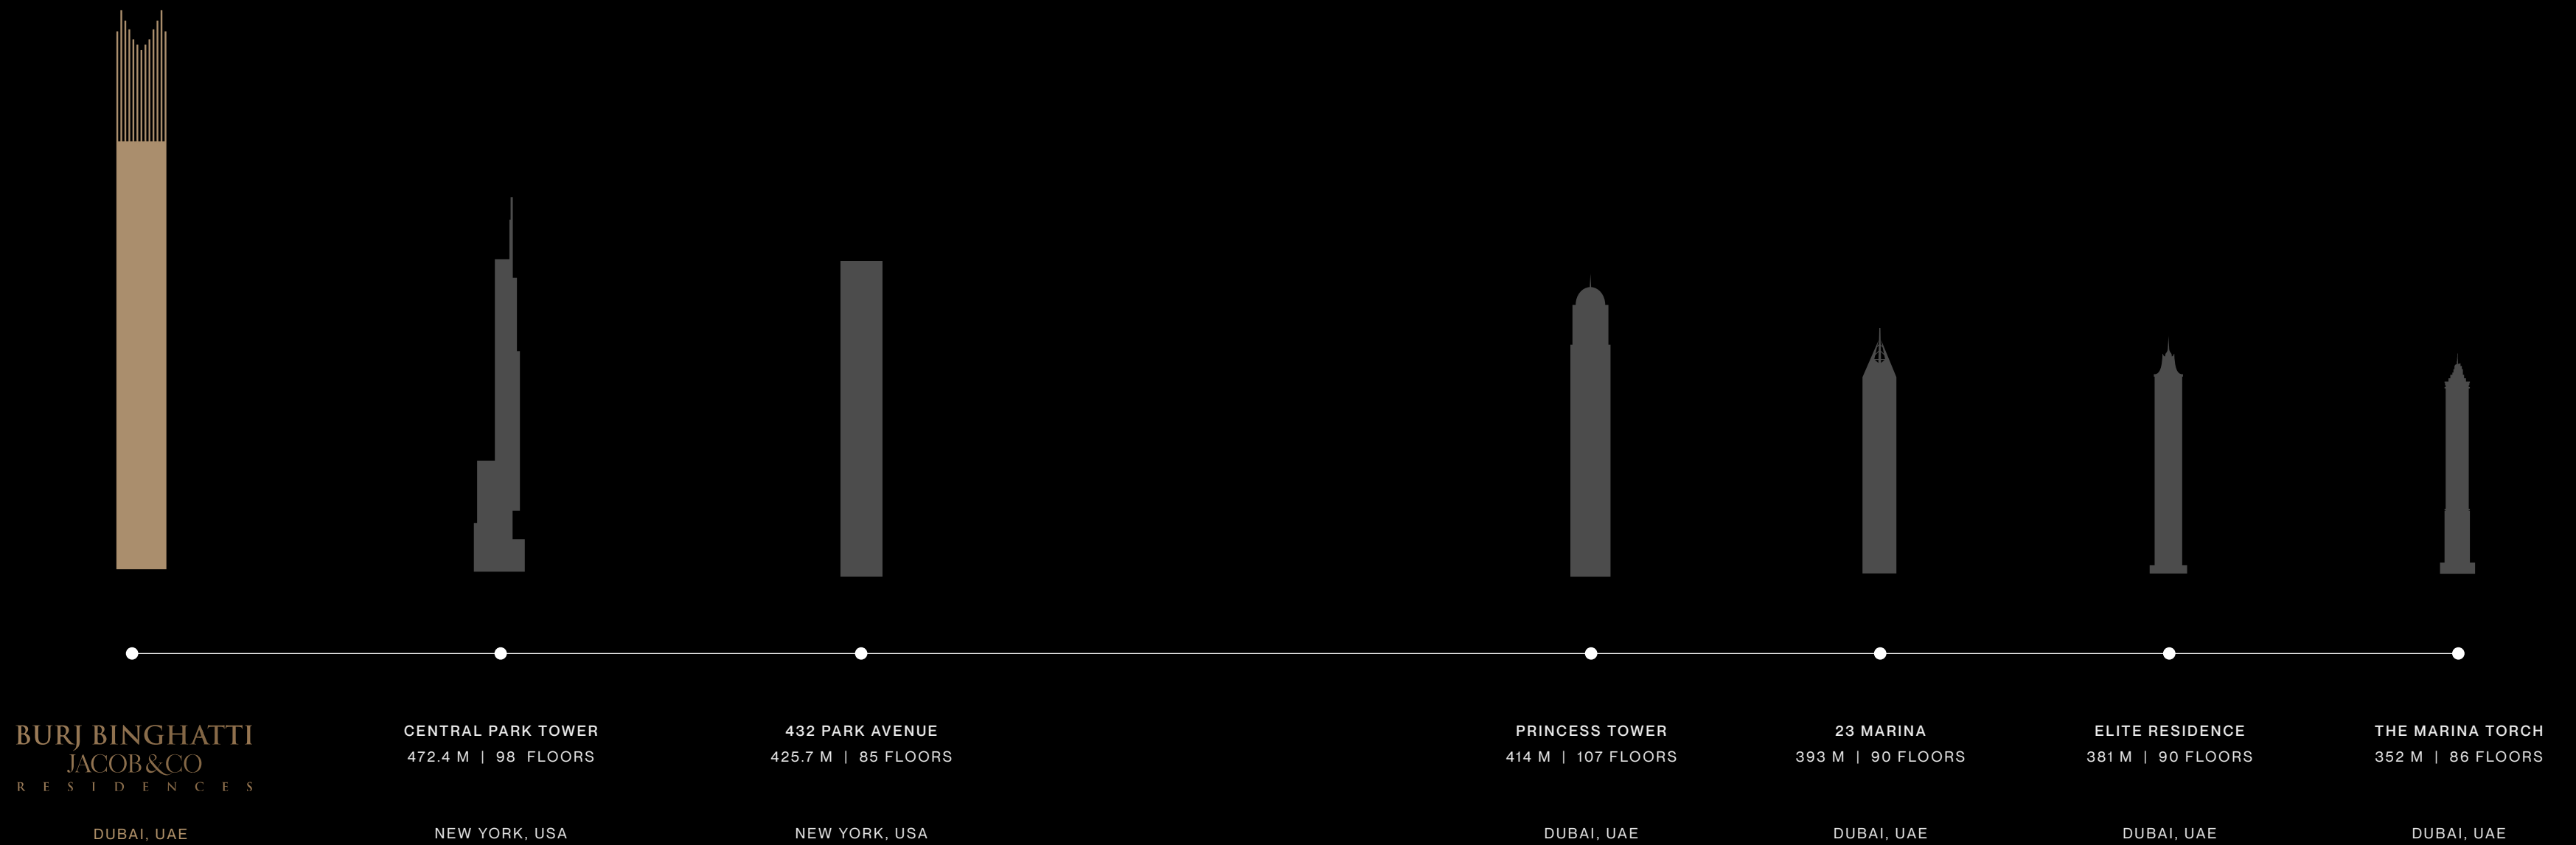 BURJ BINGHATTI
JACOB&CO
RESIDENCES
DUBAI, UAE
CENTRAL PARK TOWER
472.4 M | 98 FLOORS
NEW YORK, USA
432 PARK AVENUE
425.7 M | 85 FLOORS
NEW YORK, USA
PRINCESS TOWER
414 M | 107 FLOORS
DUBAI, UAE
23 MARINA
393 M | 90 FLOORS
DUBAI, UAE
ELITE RESIDENCE
381 M | 90 FLOORS
DUBAI, UAE
THE MARINA TORCH
352 M | 86 FLOORS
DUBAI, UAE